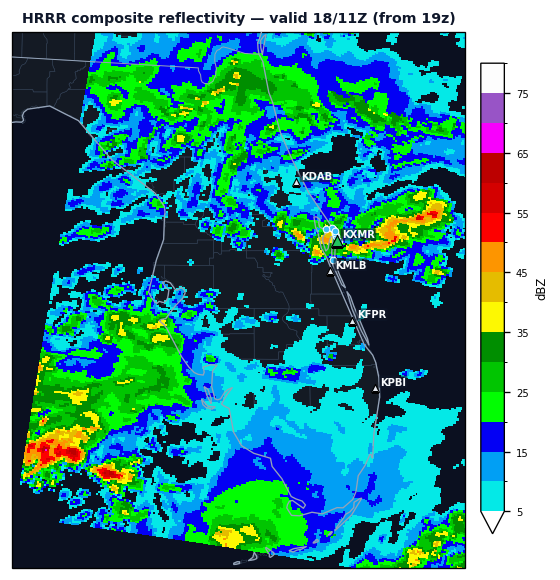 HRRR composite reflectivity — valid 18/11Z (from 19z)
KDAB
KXMR
KMLB
KFPR
KPBI
75
65
55
45
35
25
15
5
dBZ